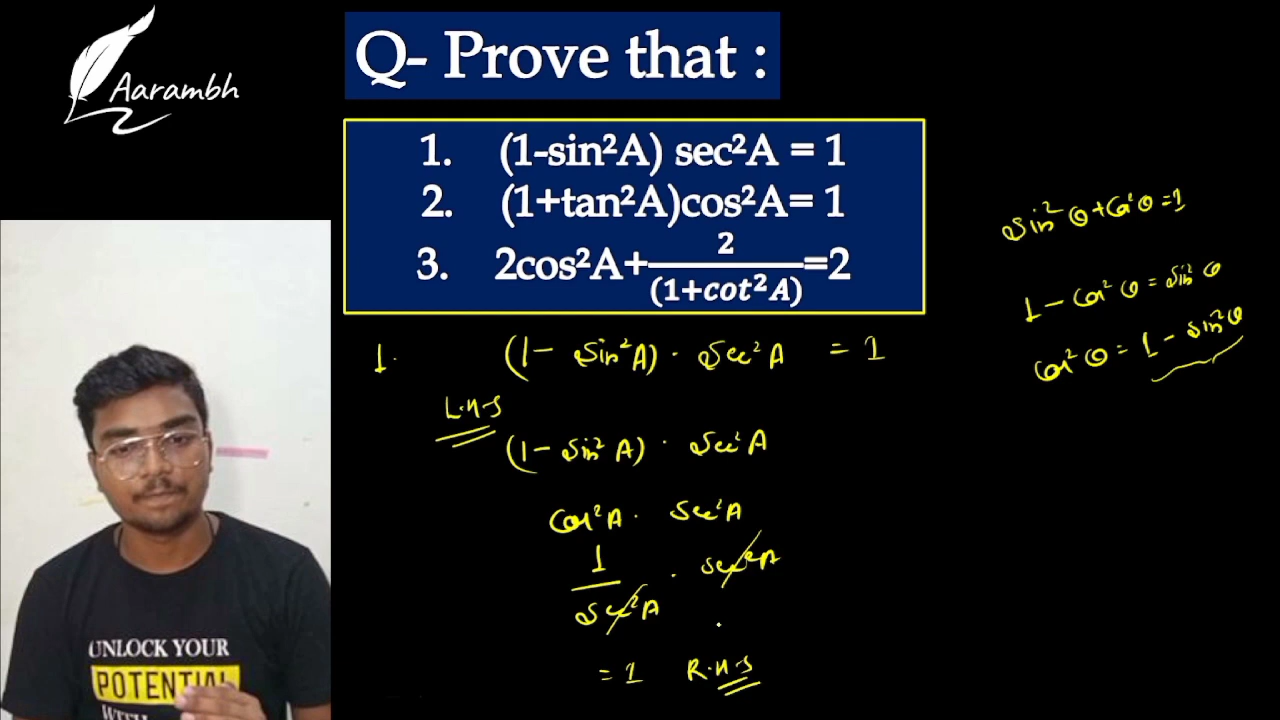 Aarambh
Q- Prove that :
1. (1-sin²A) sec²A = 1
2. (1+tan²A)cos²A= 1
3. 2cos²A+2/(1+cot²A)=2
sin²θ+cos²θ=1
1-cos²θ=sin²θ
cos²θ=1-sin²θ
1. (1-sin²A)·sec²A = 1
L.H.S
(1-sin²A)·sec²A
cos²A·sec²A
1/sec²A·sec²A
=1 R.H.S
UNLOCK YOUR
POTENTIAL
WITH